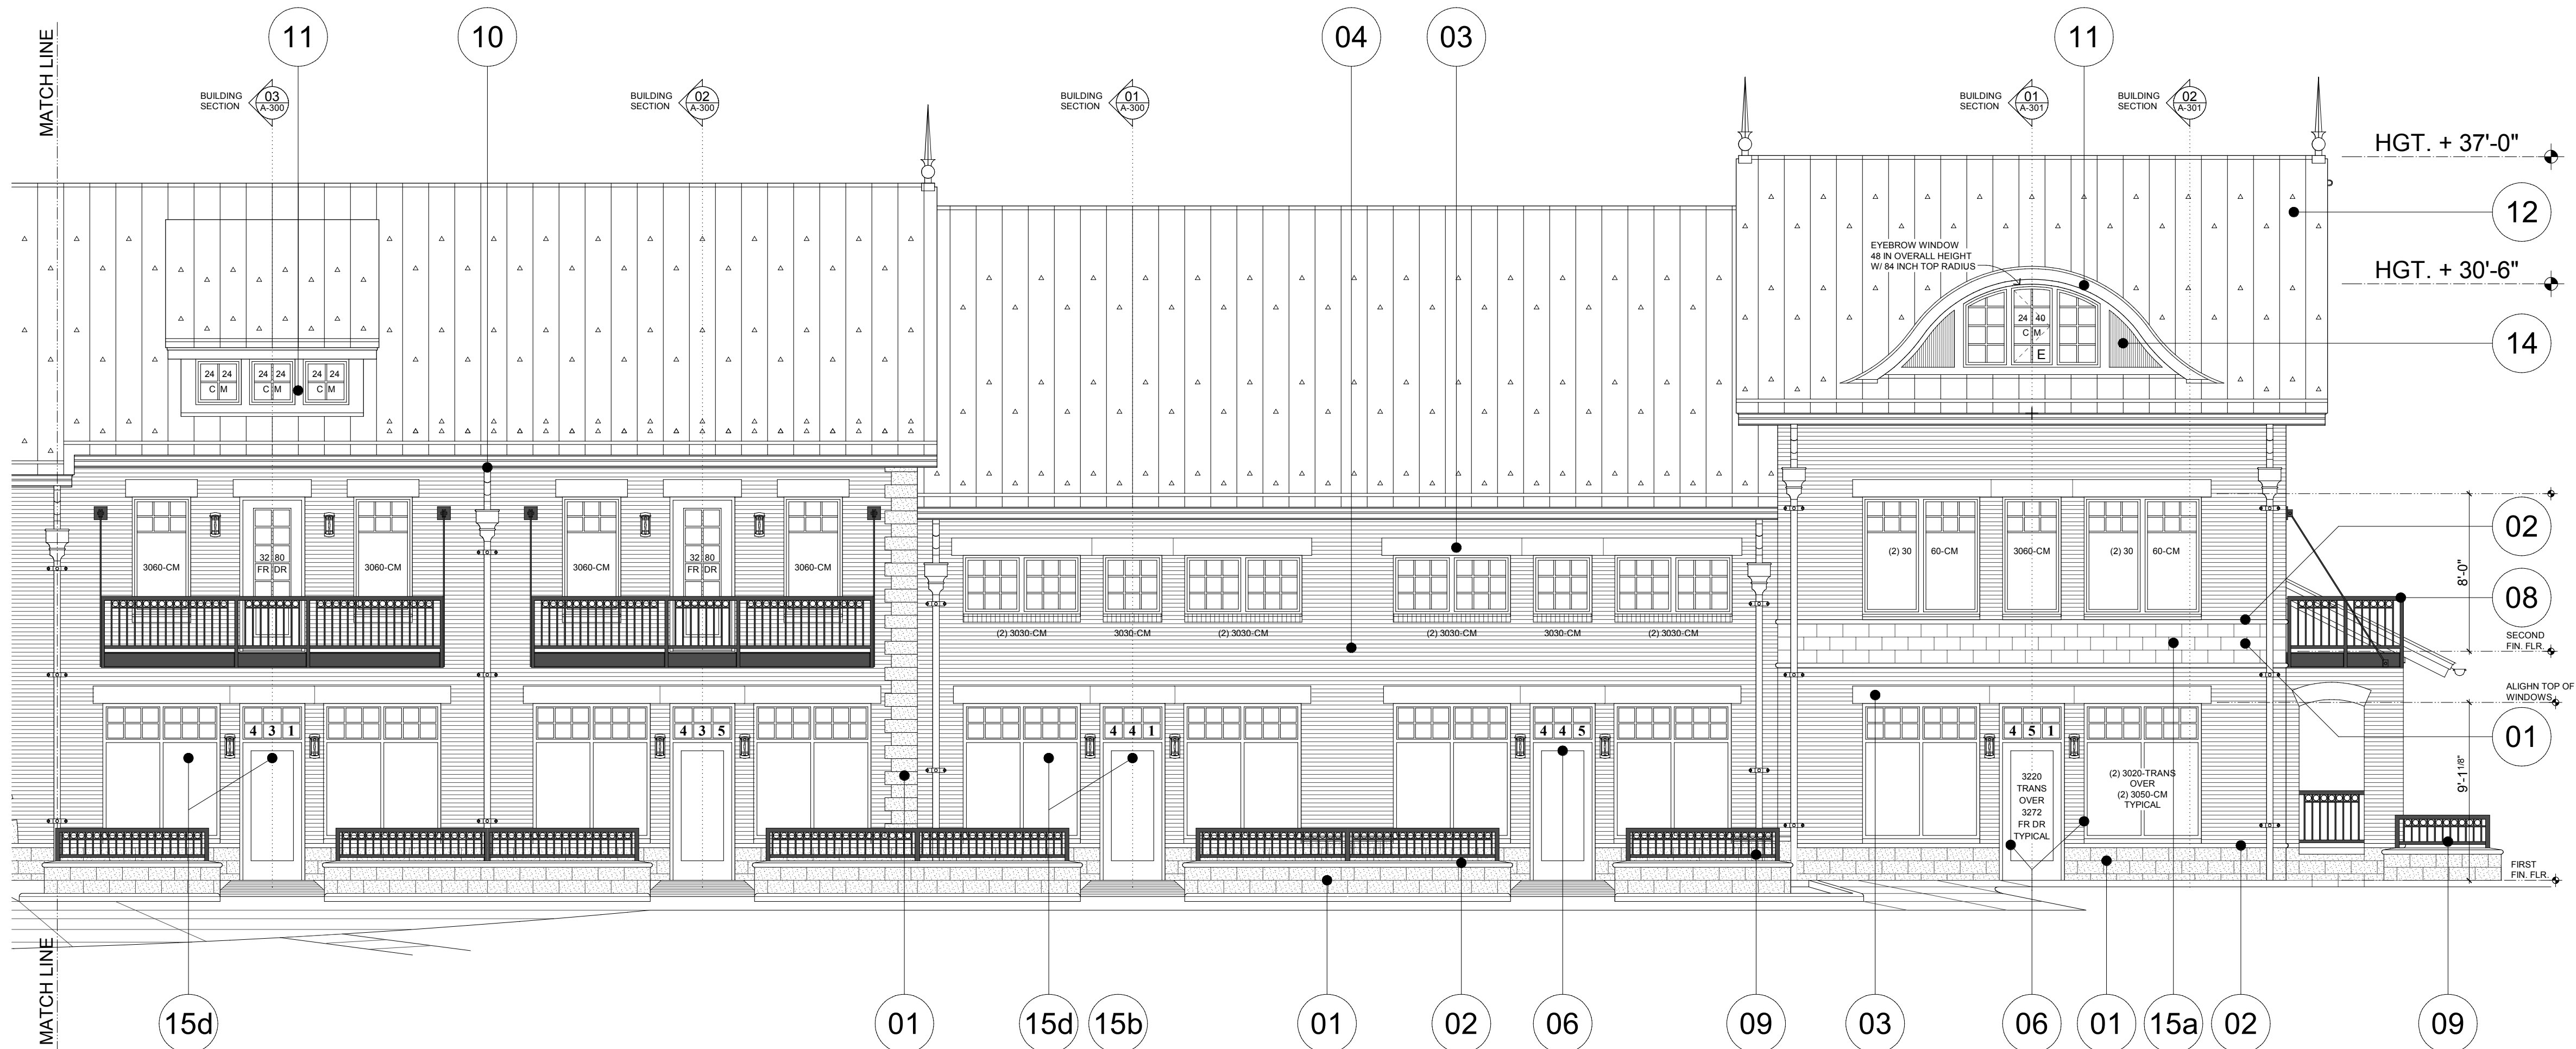 MATCH LINE
11
10
04
03
11
BUILDING
SECTION
03
A-300
BUILDING
SECTION
02
A-300
BUILDING
SECTION
01
A-300
BUILDING
SECTION
01
A-301
BUILDING
SECTION
02
A-301
HGT. + 37'-0"
12
EYEBROW WINDOW
48 IN OVERALL HEIGHT
W/ 84 INCH TOP RADIUS
HGT. + 30'-6"
24 40
C M
E
14
24 24
C M
24 24
C M
24 24
C M
3060-CM
32 80
FR DR
3060-CM
3060-CM
32 80
FR DR
3060-CM
(2) 3030-CM
3030-CM
(2) 3030-CM
(2) 3030-CM
3030-CM
(2) 3030-CM
(2) 30 60-CM
3060-CM
(2) 30 60-CM
02
8'-0"
08
SECOND
FIN. FLR.
ALIGHN TOP OF
WINDOWS
01
9'-1 1/8"
4 3 1
4 3 5
4 4 1
4 4 5
4 5 1
3220
TRANS
OVER
3272
FR DR
TYPICAL
(2) 3020-TRANS
OVER
(2) 3050-CM
TYPICAL
FIRST
FIN. FLR.
MATCH LINE
15d
01
15d
15b
01
02
06
09
03
06
01
15a
02
09